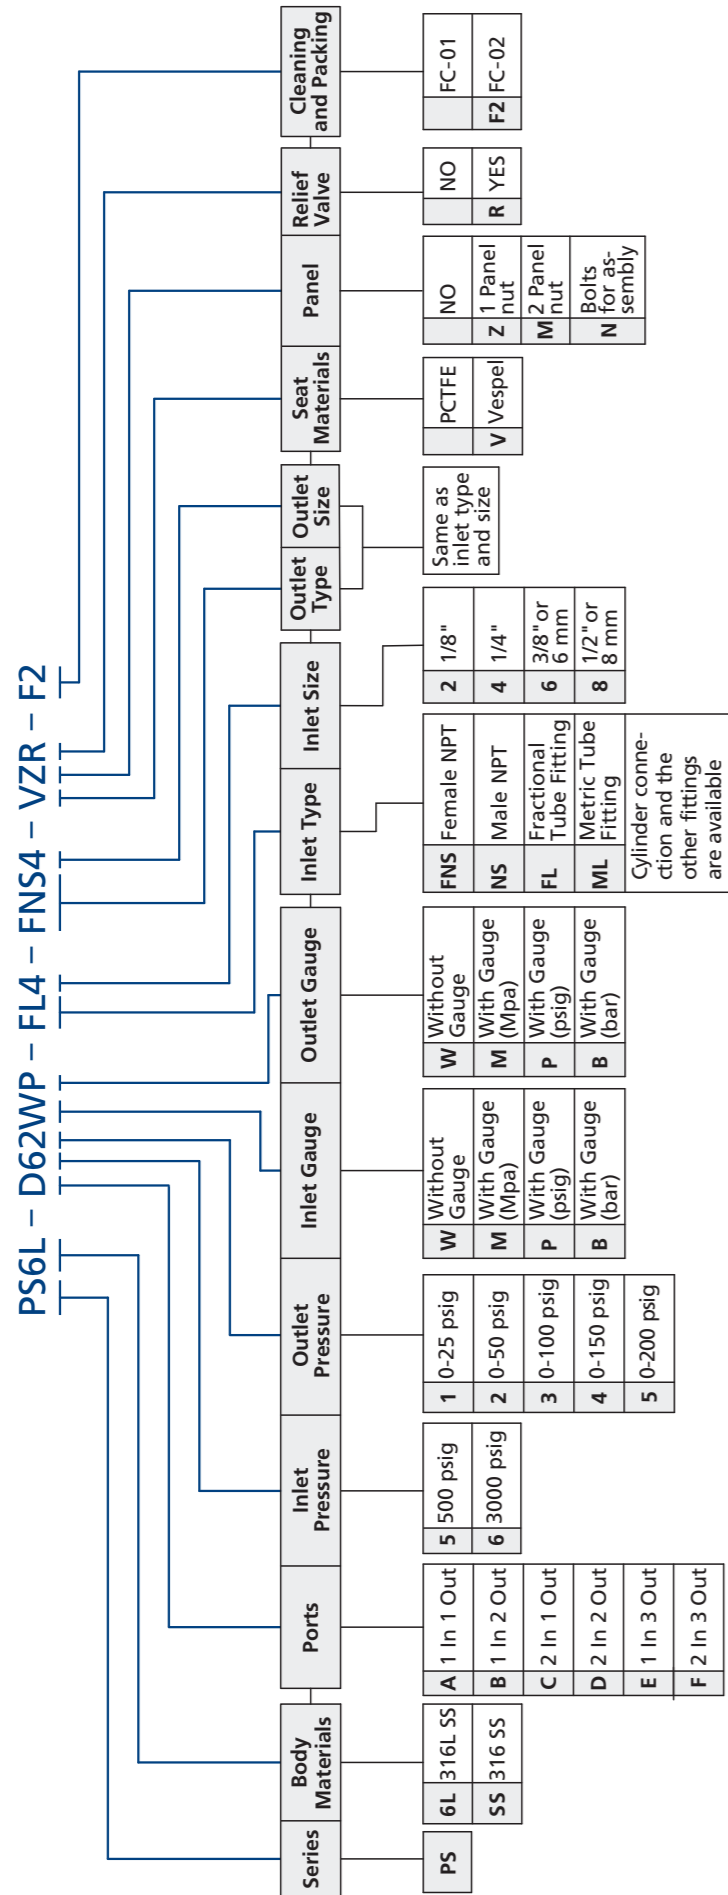 PS6L – D62WP – FL4 – FNS4 – VZR – F2
Series
PS
Body
Materials
6L 316L SS
SS 316 SS
Ports
A 1 In 1 Out
B 1 In 2 Out
C 2 In 1 Out
D 2 In 2 Out
E 1 In 3 Out
F 2 In 3 Out
Inlet
Pressure
5 500 psig
6 3000 psig
Outlet
Pressure
1 0-25 psig
2 0-50 psig
3 0-100 psig
4 0-150 psig
5 0-200 psig
Inlet Gauge
W Without
Gauge
M With Gauge
(Mpa)
P With Gauge
(psig)
B With Gauge
(bar)
Outlet Gauge
W Without
Gauge
M With Gauge
(Mpa)
P With Gauge
(psig)
B With Gauge
(bar)
Inlet Type
FNS Female NPT
NS Male NPT
FL Fractional
Tube Fitting
ML Metric Tube
Fitting
Cylinder conne-
ction and the
other fittings
are available
Inlet Size
2 1/8"
4 1/4"
6 3/8" or
6 mm
8 1/2" or
8 mm
Outlet
Type
Outlet
Size
Same as
inlet type
and size
Seat
Materials
PCTFE
V Vespel
Panel
NO
Z 1 Panel
nut
M 2 Panel
nut
N Bolts
for as-
sembly
Relief
Valve
NO
R YES
Cleaning
and Packing
FC-01
F2 FC-02